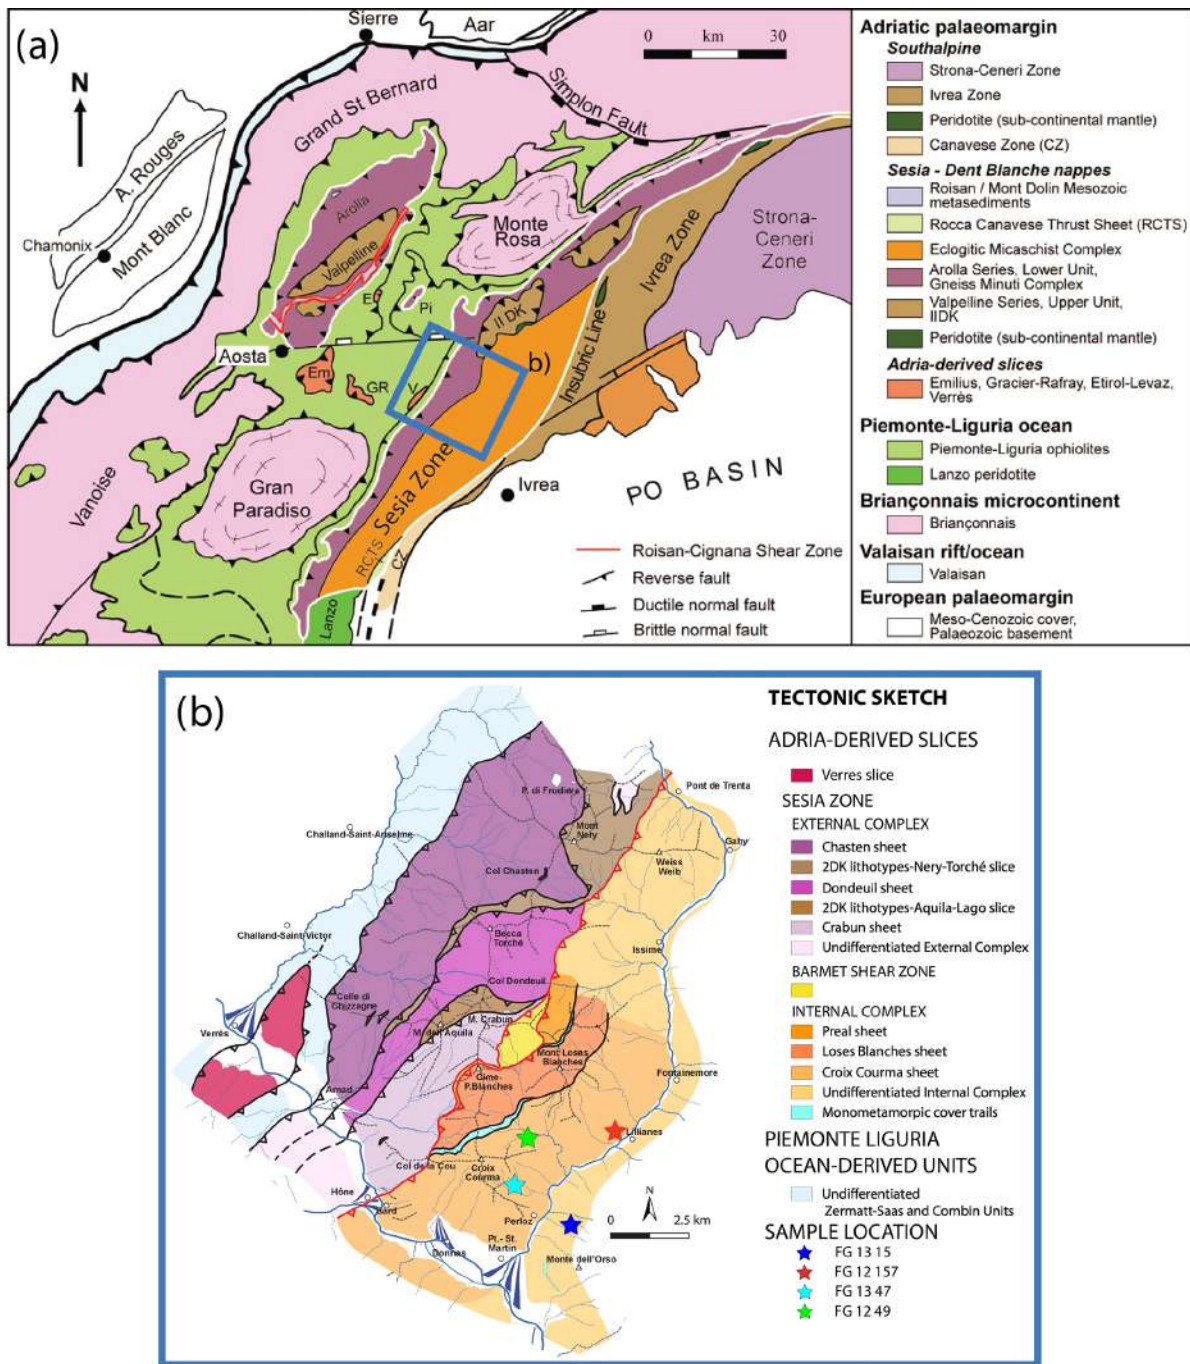 (a)
Sierre
Aar
km
0
30
N
Grand St Bernard
Simplon Fault
A. Rouges
Mont Blanc
Chamonix
Arolla
Valpelline
Monte
Rosa
Strona-
Ceneri
Zone
Ivrea Zone
E
Pi
II DK
Insubric Line
Aosta
Em
GR
V
b)
Vanoise
Gran
Paradiso
Sesia Zone
RCTS
CZ
Lanzo
Ivrea
PO BASIN
Roisan-Cignana Shear Zone
Reverse fault
Ductile normal fault
Brittle normal fault
Adriatic palaeomargin
Southalpine
Strona-Ceneri Zone
Ivrea Zone
Peridotite (sub-continental mantle)
Canavese Zone (CZ)
Sesia - Dent Blanche nappes
Roisan / Mont Dolin Mesozoic
metasediments
Rocca Canavese Thrust Sheet (RCTS)
Eclogitic Micaschist Complex
Arolla Series, Lower Unit,
Gneiss Minuti Complex
Valpelline Series, Upper Unit,
IIDK
Peridotite (sub-continental mantle)
Adria-derived slices
Emilius, Gracier-Rafray, Etirol-Levaz,
Verrès
Piemonte-Liguria ocean
Piemonte-Liguria ophiolites
Lanzo peridotite
Briançonnais microcontinent
Briançonnais
Valaisan rift/ocean
Valaisan
European palaeomargin
Meso-Cenozoic cover,
Palaeozoic basement
(b)
P. di Frudiera
Pont de Trenta
Challand-Saint-Anselme
Mont
Nery
Gaby
Weiss
Weib
Col Chasten
Challand-Saint-Victor
Becca
Torché
Issime
Col Dondeuil
Colle di
Chizzagne
M. Crabun
M. dell'Aquila
Verrès
Mont Loses
Blanches
Cime-
P.Blanches
Fontainemore
Arnad
Lillianes
Col de la Cou
Croix
Courma
Hône
Bard
Perloz
Donnas
Pt.- St.
Martin
Monte dell'Orso
N
0
2.5 km
TECTONIC SKETCH
ADRIA-DERIVED SLICES
Verres slice
SESIA ZONE
EXTERNAL COMPLEX
Chasten sheet
2DK lithotypes-Nery-Torché slice
Dondeuil sheet
2DK lithotypes-Aquila-Lago slice
Crabun sheet
Undifferentiated External Complex
BARMET SHEAR ZONE
INTERNAL COMPLEX
Preal sheet
Loses Blanches sheet
Croix Courma sheet
Undifferentiated Internal Complex
Monometamorpic cover trails
PIEMONTE LIGURIA
OCEAN-DERIVED UNITS
Undifferentiated
Zermatt-Saas and Combin Units
SAMPLE LOCATION
FG 13 15
FG 12 157
FG 13 47
FG 12 49